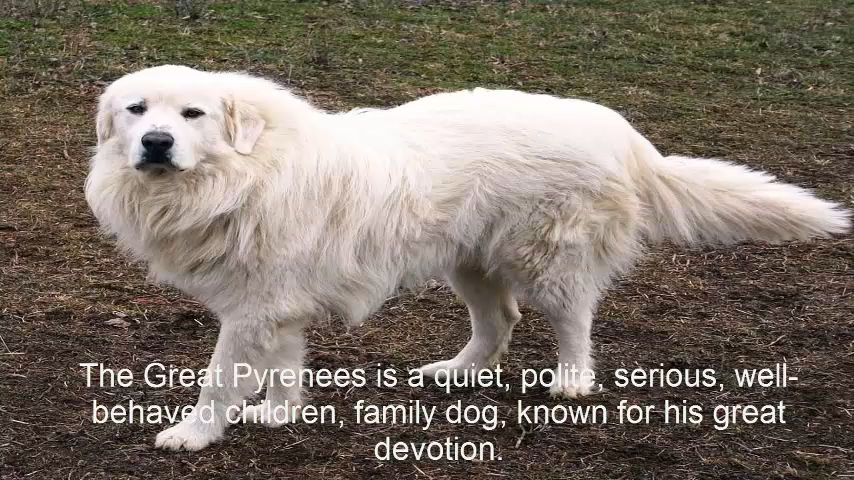 The Great Pyrenees is a quiet, polite, serious, well-
behaved children, family dog, known for his great
devotion.